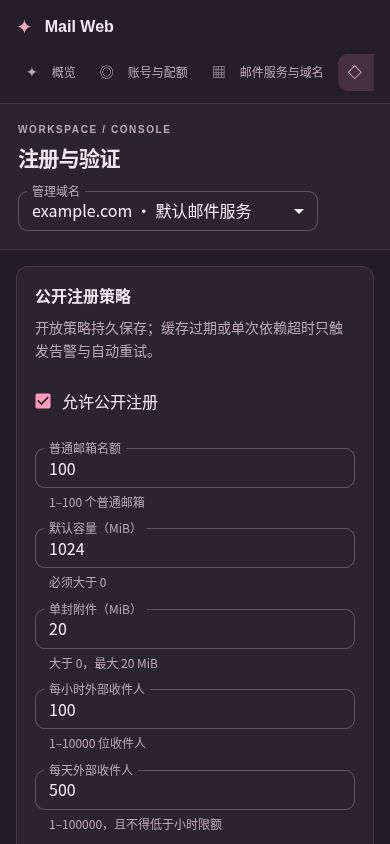 Mail Web
概览
账号与配额
邮件服务与域名
WORKSPACE / CONSOLE
注册与验证
管理域名
example.com · 默认邮件服务
公开注册策略
开放策略持久保存；缓存过期或单次依赖超时只触
发告警与自动重试。
允许公开注册
普通邮箱名额
100
1–100 个普通邮箱
默认容量（MiB）
1024
必须大于 0
单封附件（MiB）
20
大于 0，最大 20 MiB
每小时外部收件人
100
1–10000 位收件人
每天外部收件人
500
1–100000，且不得低于小时限额